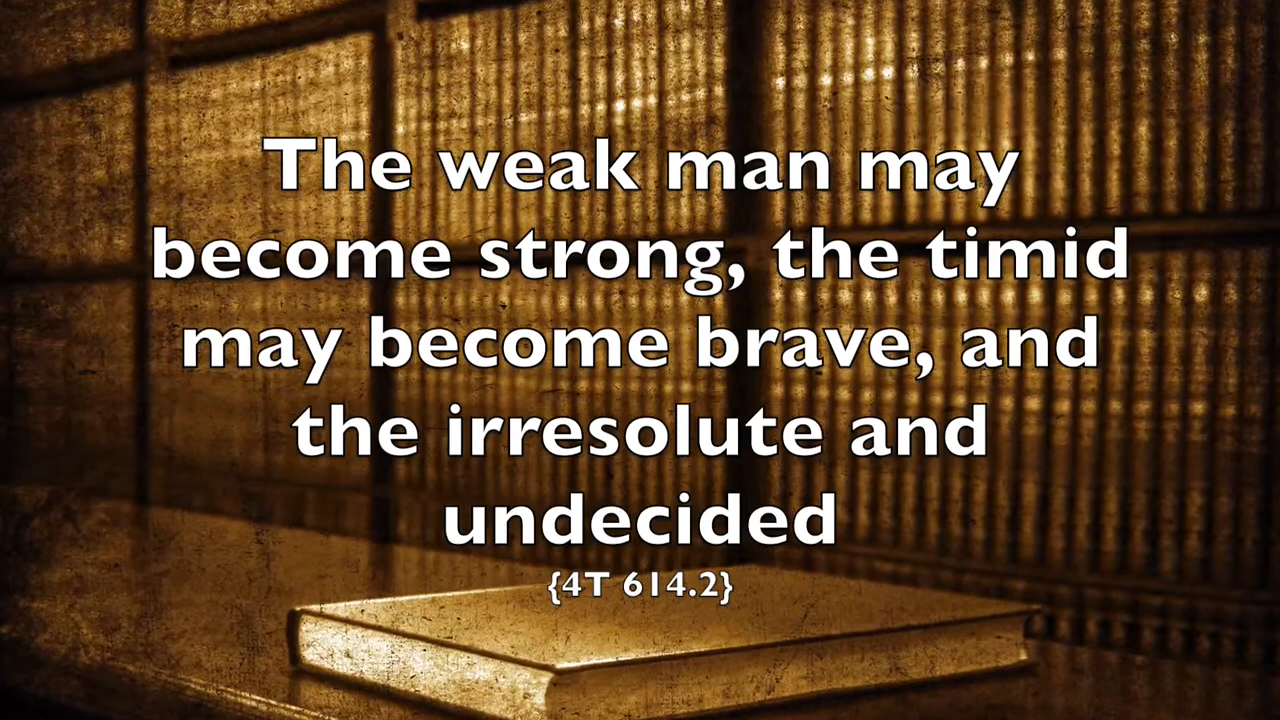 The weak man may
become strong, the timid
may become brave, and
the irresolute and
undecided
{4T 614.2}